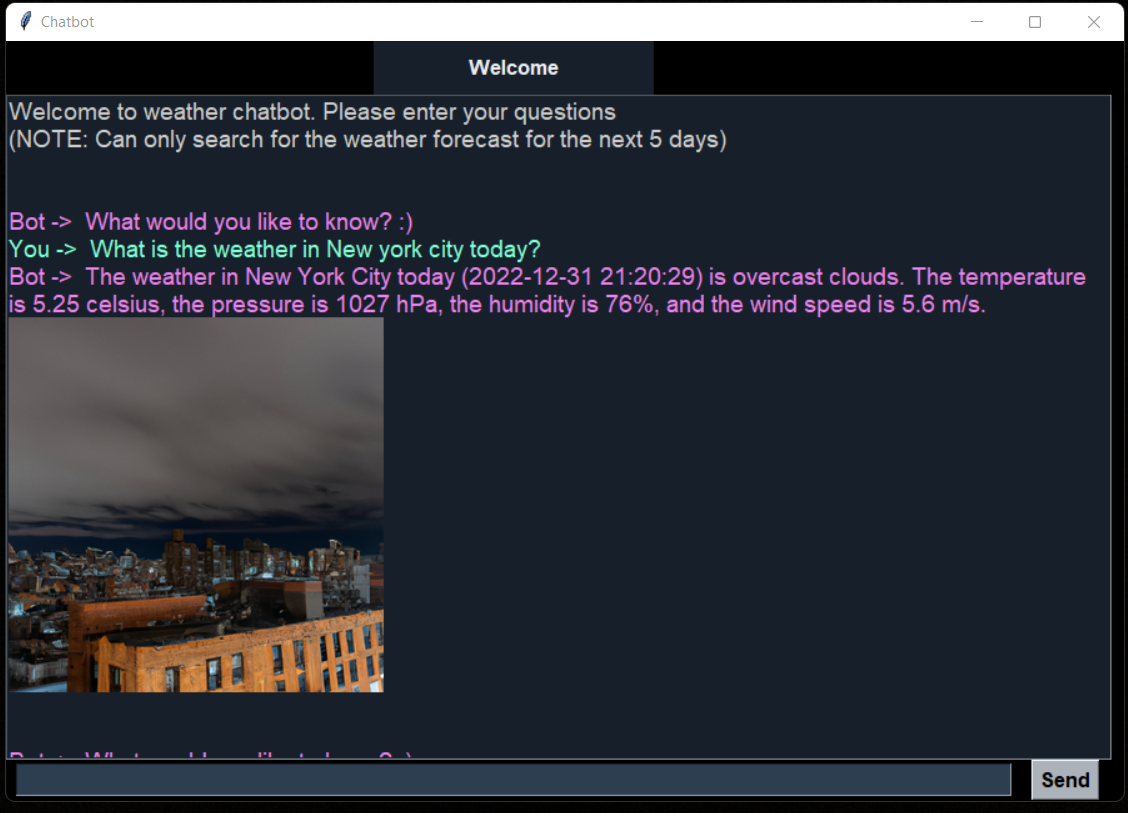 Chatbot
Welcome
Welcome to weather chatbot. Please enter your questions
(NOTE: Can only search for the weather forecast for the next 5 days)
Bot -> What would you like to know? :)
You -> What is the weather in New york city today?
Bot -> The weather in New York City today (2022-12-31 21:20:29) is overcast clouds. The temperature
is 5.25 celsius, the pressure is 1027 hPa, the humidity is 76%, and the wind speed is 5.6 m/s.
Send